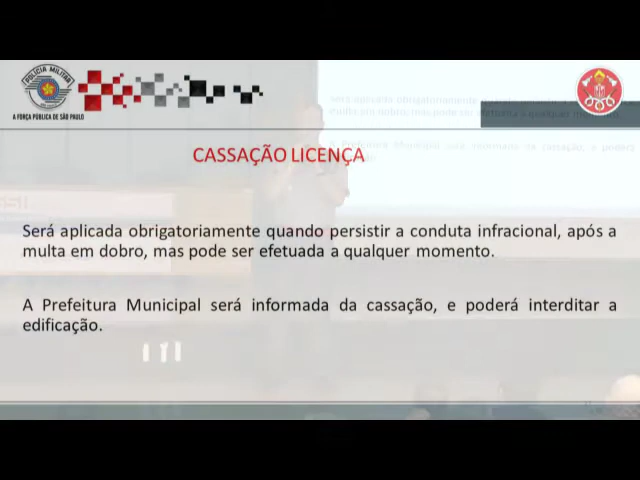 POLÍCIA MILITAR
A FORÇA PÚBLICA DE SÃO PAULO
CASSAÇÃO LICENÇA
Será aplicada obrigatoriamente quando persistir a conduta infracional, após a
multa em dobro, mas pode ser efetuada a qualquer momento.
A Prefeitura Municipal será informada da cassação, e poderá interditar a
edificação.